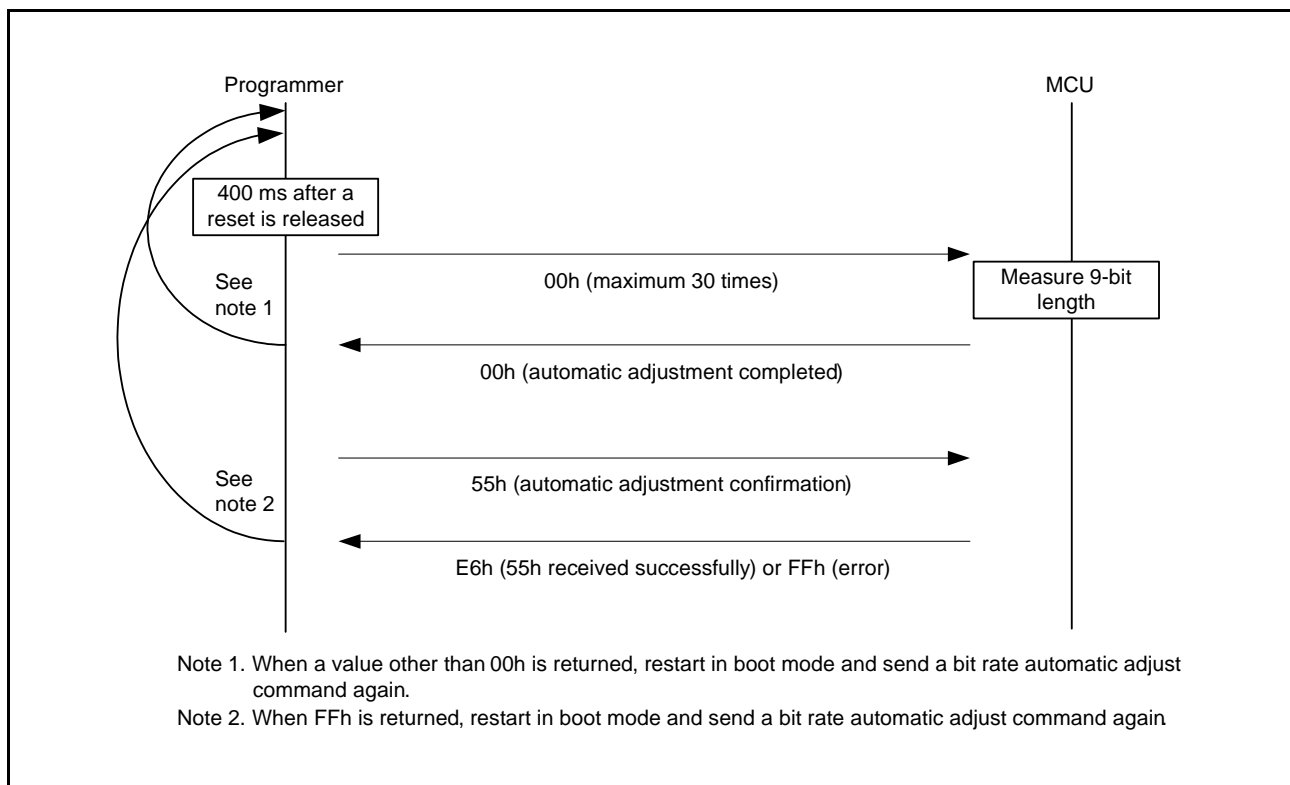 Programmer
MCU
400 ms after a
reset is released
See
note 1
00h (maximum 30 times)
Measure 9-bit
length
00h (automatic adjustment completed)
See
note 2
55h (automatic adjustment confirmation)
E6h (55h received successfully) or FFh (error)
Note 1. When a value other than 00h is returned, restart in boot mode and send a bit rate automatic adjust
command again.
Note 2. When FFh is returned, restart in boot mode and send a bit rate automatic adjust command again.